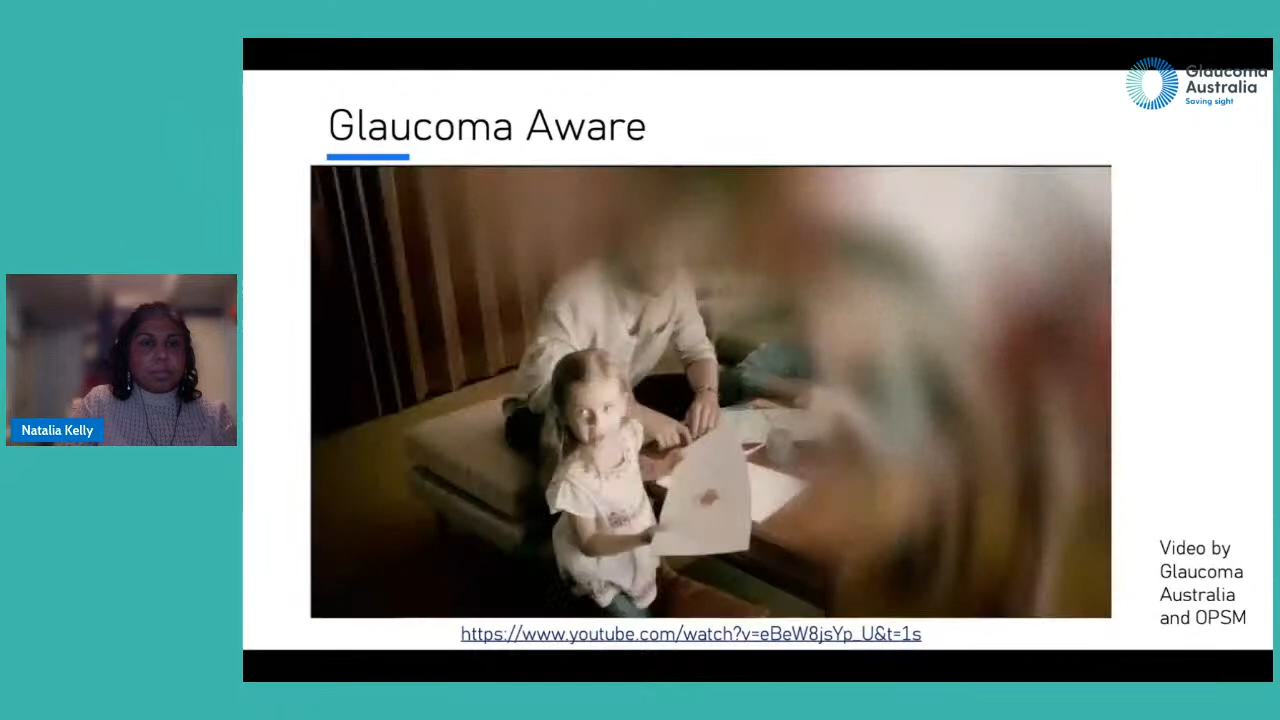 Glaucoma
Australia
Saving sight
Glaucoma Aware
Natalia Kelly
Video by
Glaucoma
Australia
and OPSM
https://www.youtube.com/watch?v=eBeW8jsYp_U&t=1s